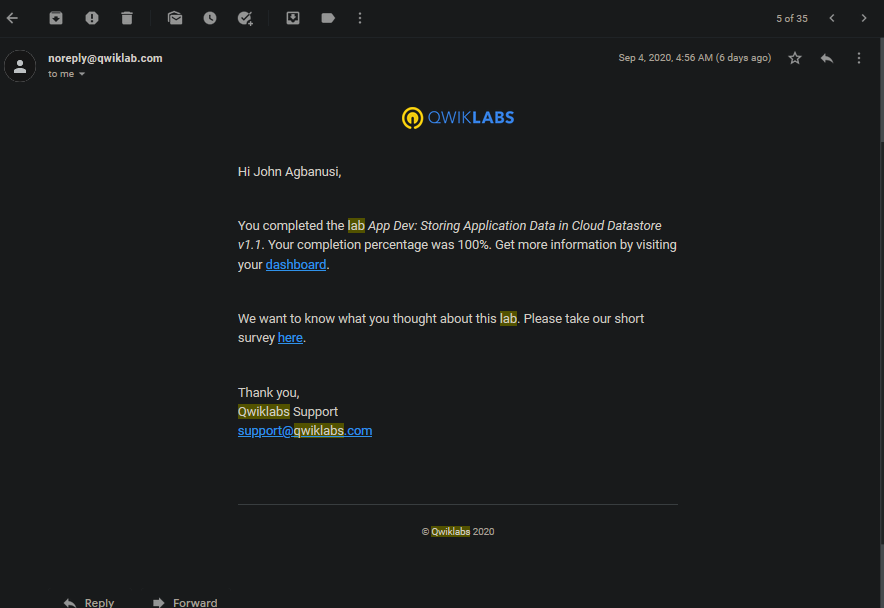 5 of 35
noreply@qwiklab.com
Sep 4, 2020, 4:56 AM (6 days ago)
to me
QWIKLABS
Hi John Agbanusi,
You completed the lab App Dev: Storing Application Data in Cloud Datastore
v1.1. Your completion percentage was 100%. Get more information by visiting
your dashboard.
We want to know what you thought about this lab. Please take our short
survey here.
Thank you,
Qwiklabs Support
support@qwiklabs.com
© Qwiklabs 2020
Reply
Forward